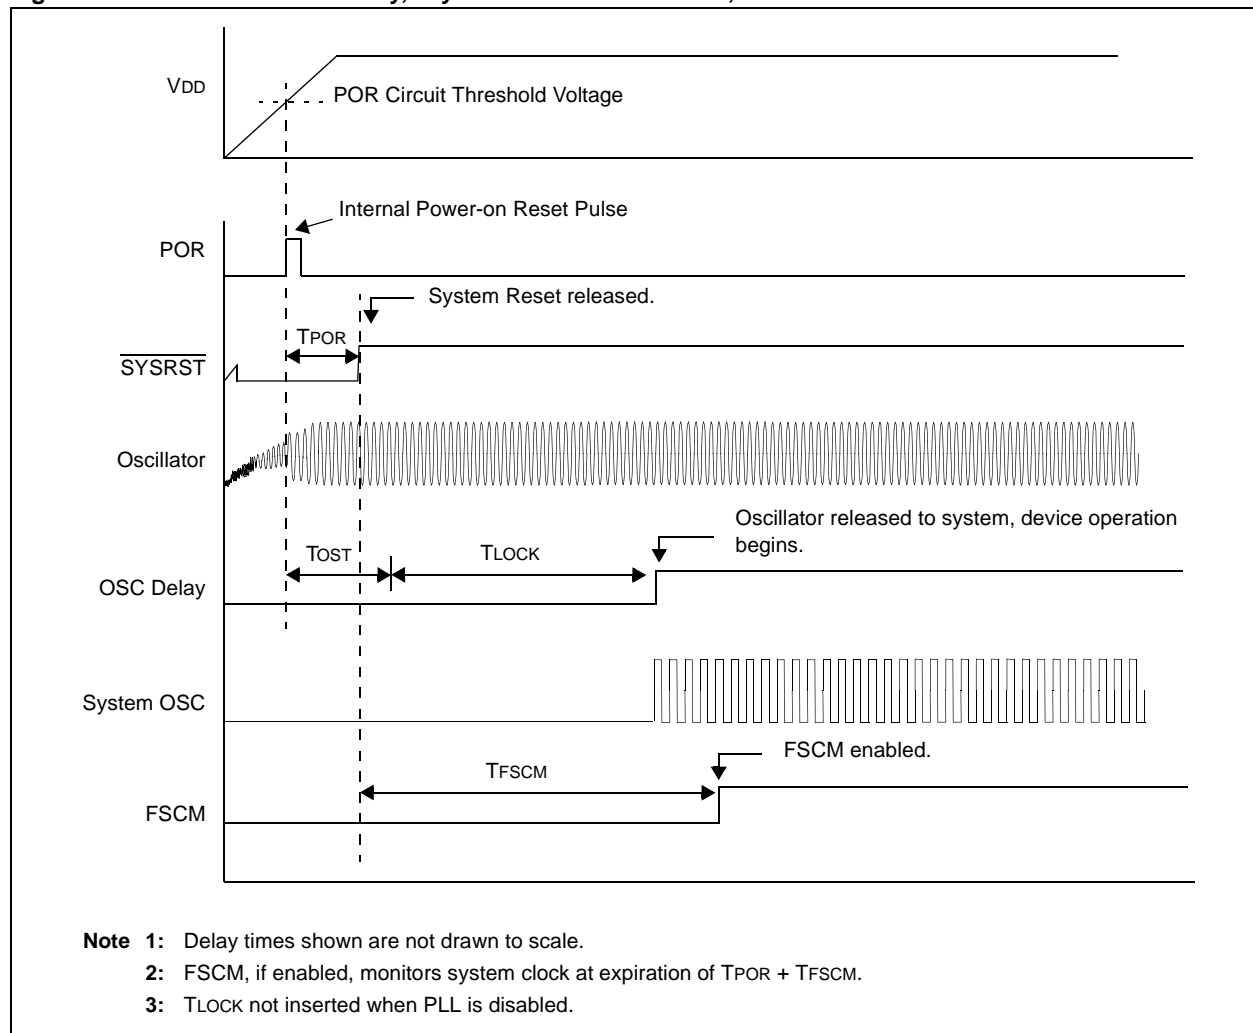 VDD
POR Circuit Threshold Voltage
Internal Power-on Reset Pulse
POR
System Reset released.
TPOR
SYSRST
Oscillator
Oscillator released to system, device operation
begins.
TOST
TLOCK
OSC Delay
System OSC
FSCM enabled.
TFSCM
FSCM
Note 1: Delay times shown are not drawn to scale.
2: FSCM, if enabled, monitors system clock at expiration of TPOR + TFSCM.
3: TLOCK not inserted when PLL is disabled.